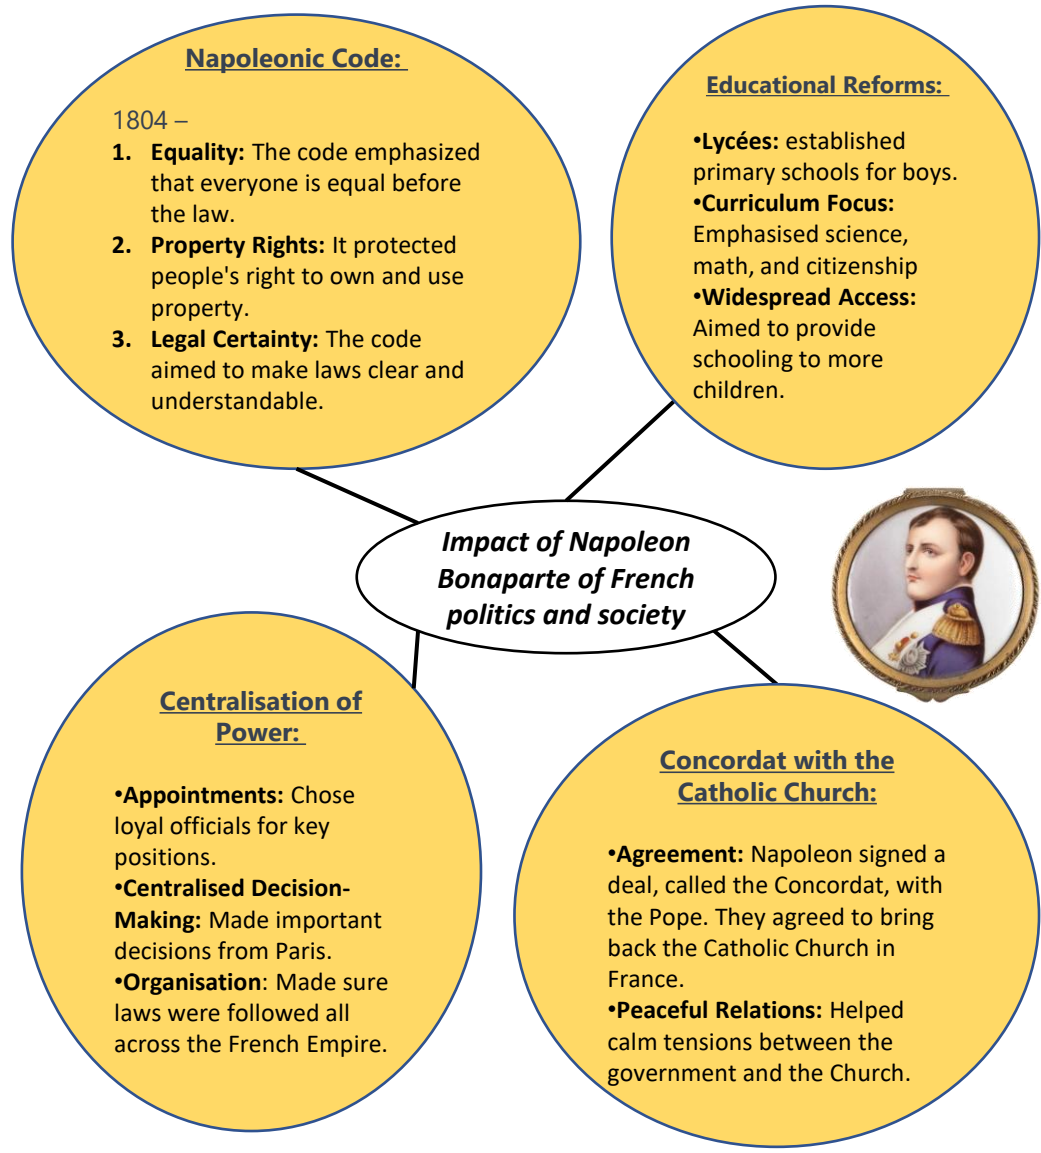 Napoleonic Code:
1804 –
1. Equality: The code emphasized
that everyone is equal before
the law.
2. Property Rights: It protected
people's right to own and use
property.
3. Legal Certainty: The code
aimed to make laws clear and
understandable.
Educational Reforms:
•Lycées: established
primary schools for boys.
•Curriculum Focus:
Emphasised science,
math, and citizenship
•Widespread Access:
Aimed to provide
schooling to more
children.
Impact of Napoleon
Bonaparte of French
politics and society
Centralisation of
Power:
•Appointments: Chose
loyal officials for key
positions.
•Centralised Decision-
Making: Made important
decisions from Paris.
•Organisation: Made sure
laws were followed all
across the French Empire.
Concordat with the
Catholic Church:
•Agreement: Napoleon signed a
deal, called the Concordat, with
the Pope. They agreed to bring
back the Catholic Church in
France.
•Peaceful Relations: Helped
calm tensions between the
government and the Church.